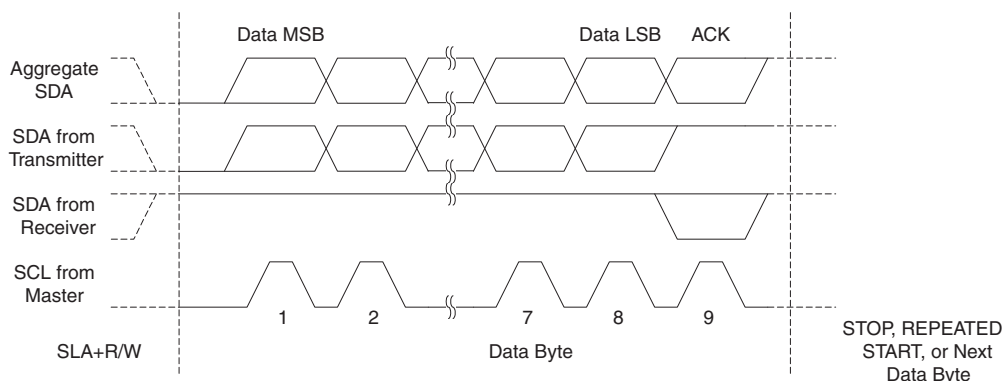 Data MSB
Data LSB
ACK
Aggregate
SDA
SDA from
Transmitter
SDA from
Receiver
SCL from
Master
1
2
7
8
9
SLA+R/W
Data Byte
STOP, REPEATED
START, or Next
Data Byte